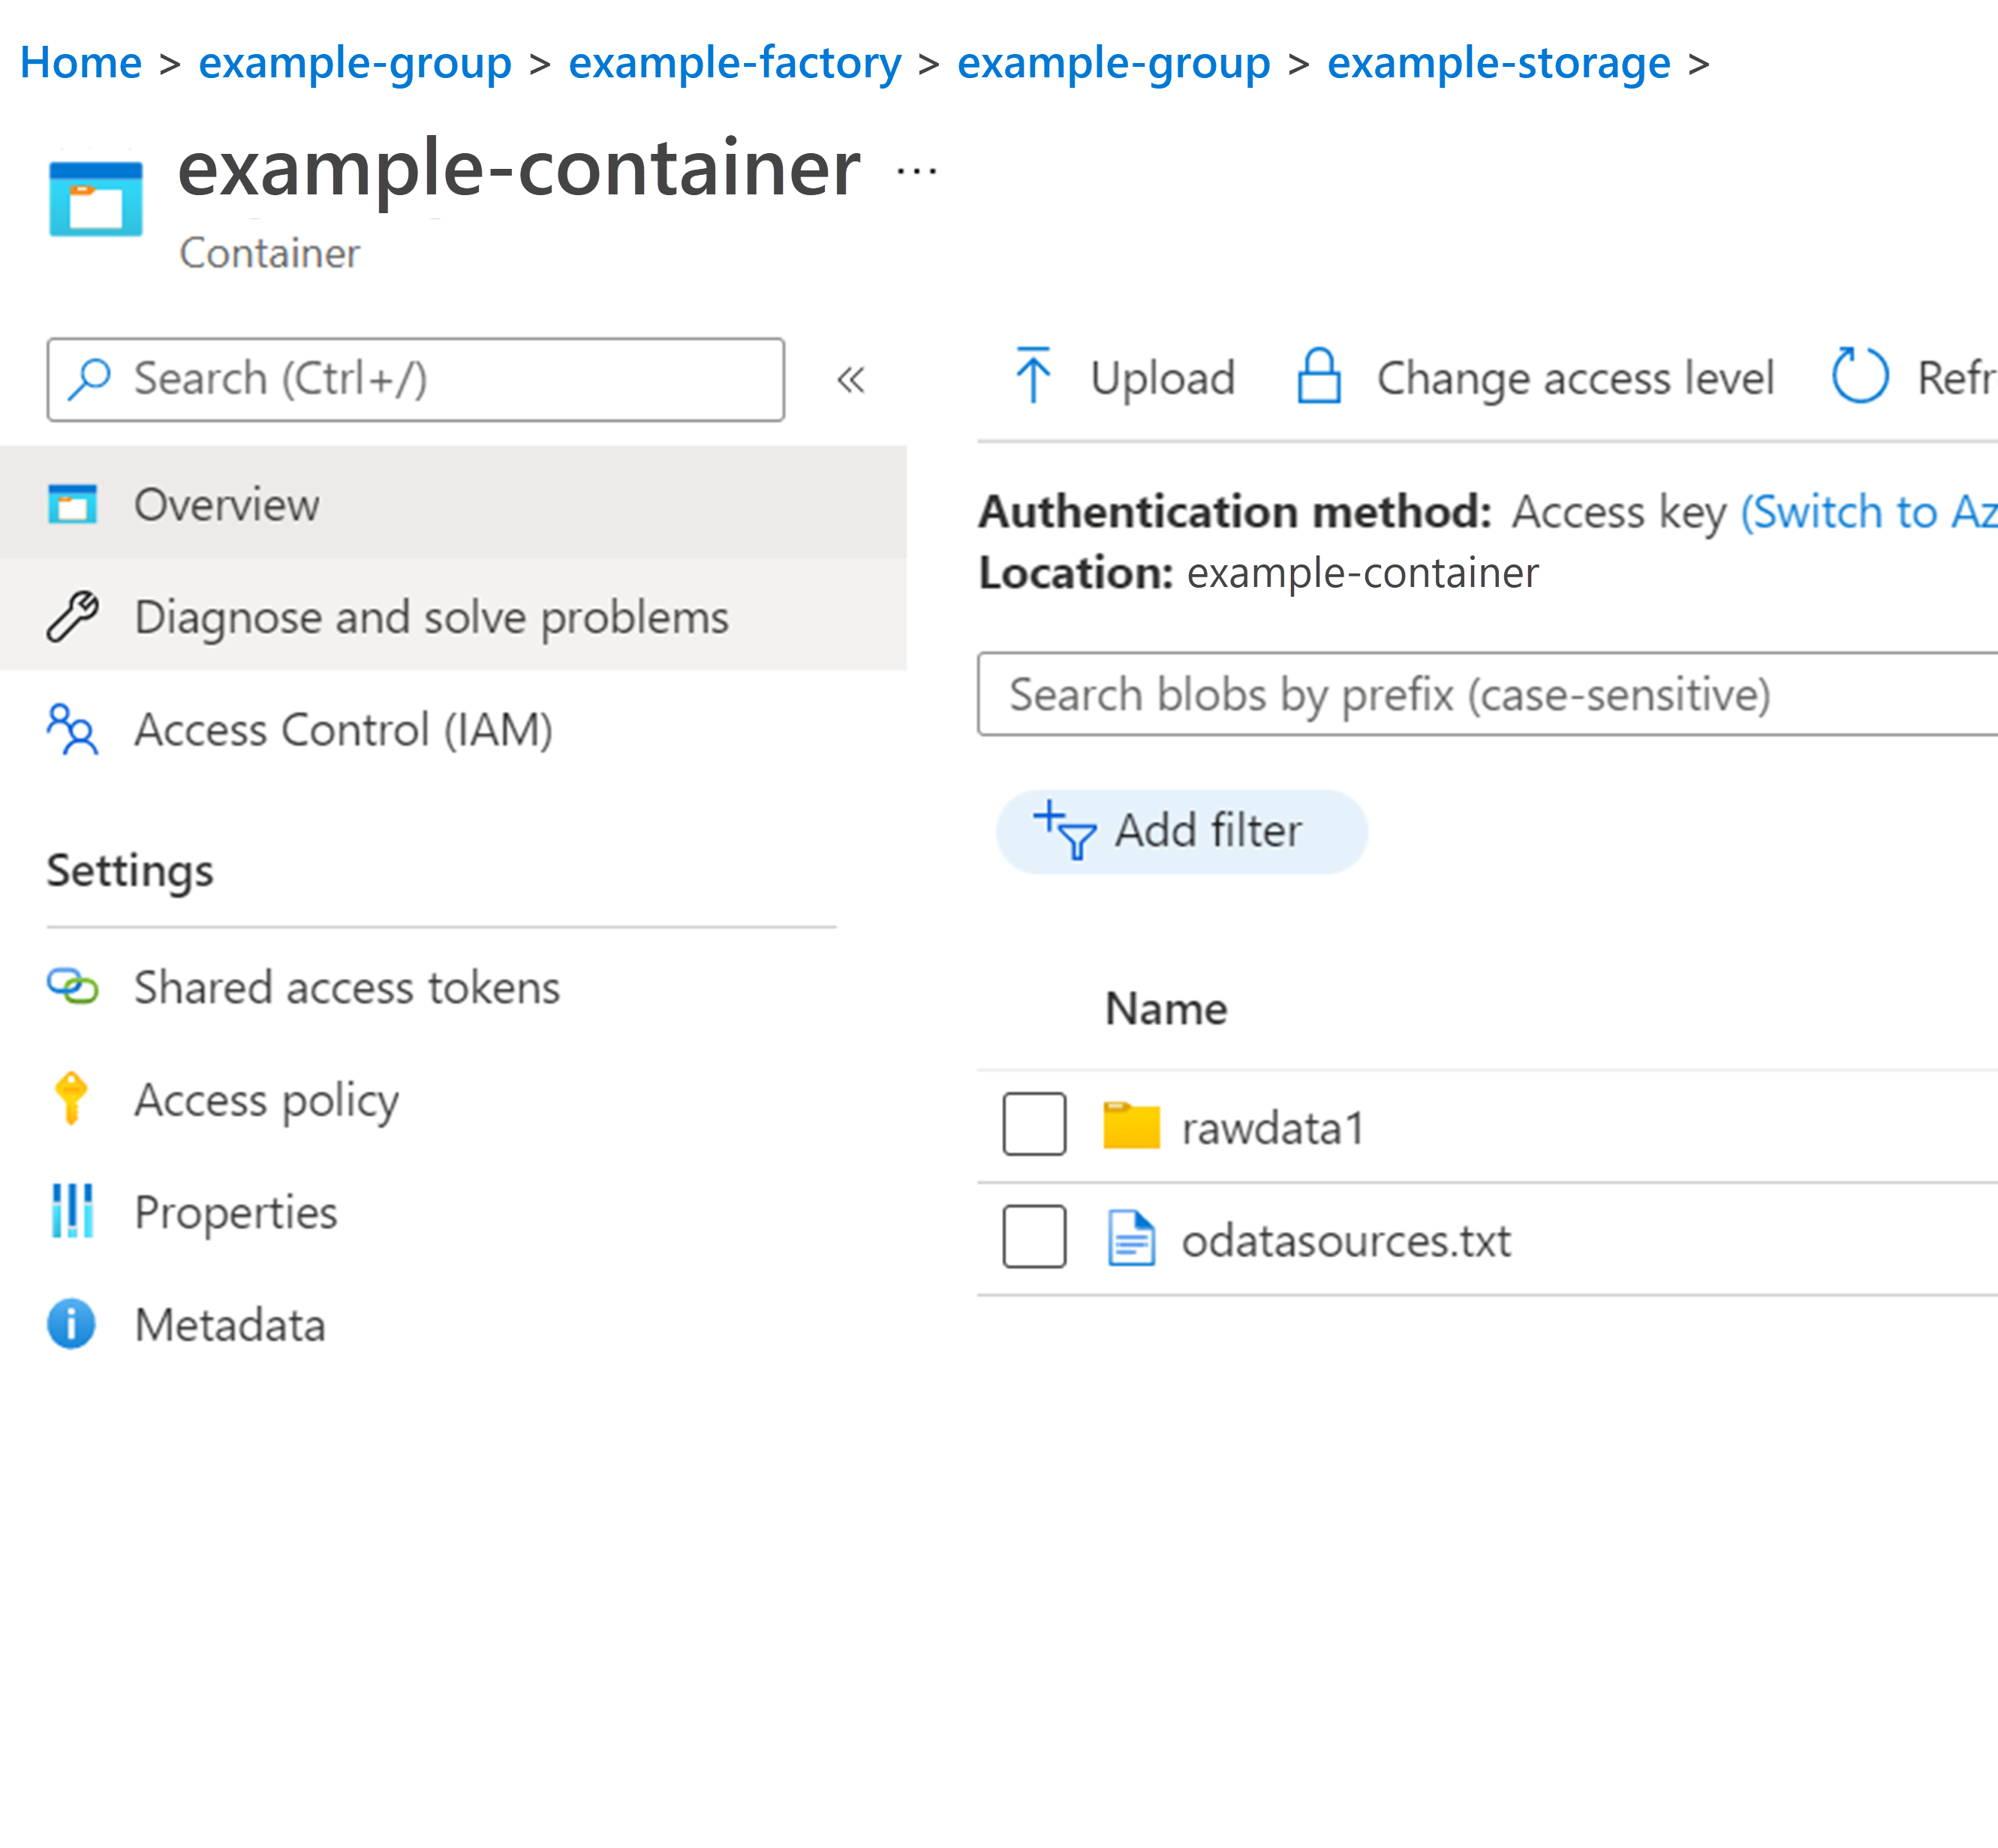 Home > example-group > example-factory > example-group > example-storage >
example-container ...
Container
Search (Ctrl+/)
Overview
Diagnose and solve problems
Access Control (IAM)
Settings
Shared access tokens
Access policy
Properties
Metadata
Upload Change access level Refr
Authentication method: Access key (Switch to Az
Location: example-container
Search blobs by prefix (case-sensitive)
Add filter
Name
rawdata1
odatasources.txt